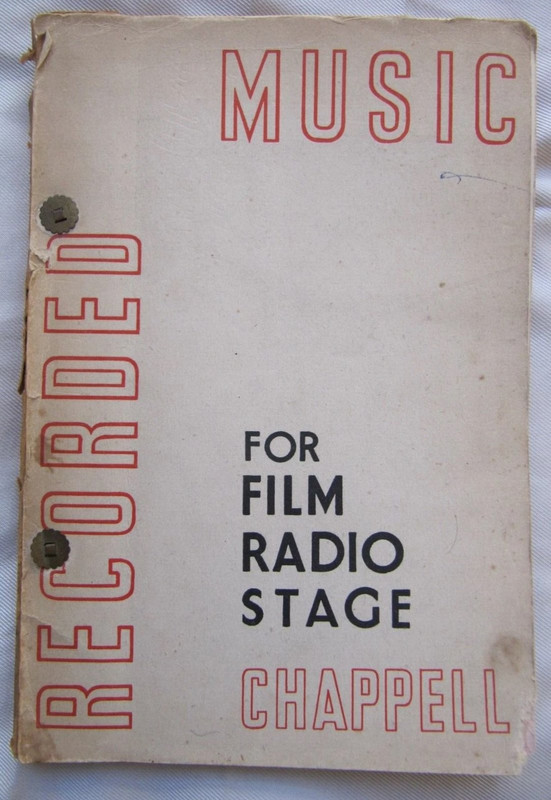 RECORDED
MUSIC
FOR
FILM
RADIO
STAGE
CHAPPELL